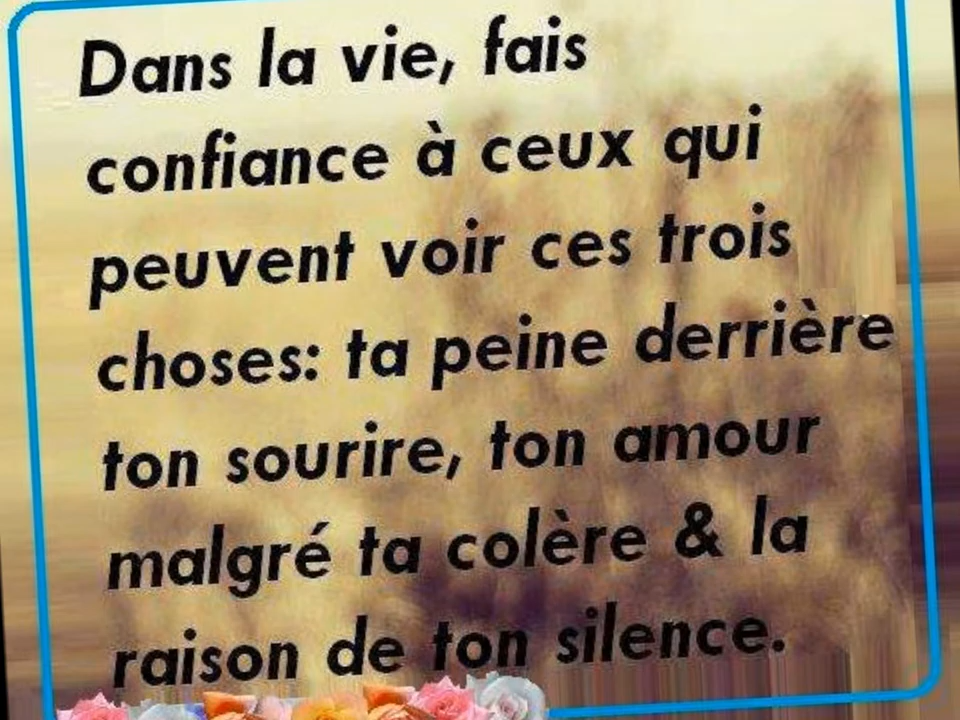 Dans la vie, fais
confiance à ceux qui
peuvent voir ces trois
choses: ta peine derrière
ton sourire, ton amour
malgré ta colère & la
raison de ton silence.